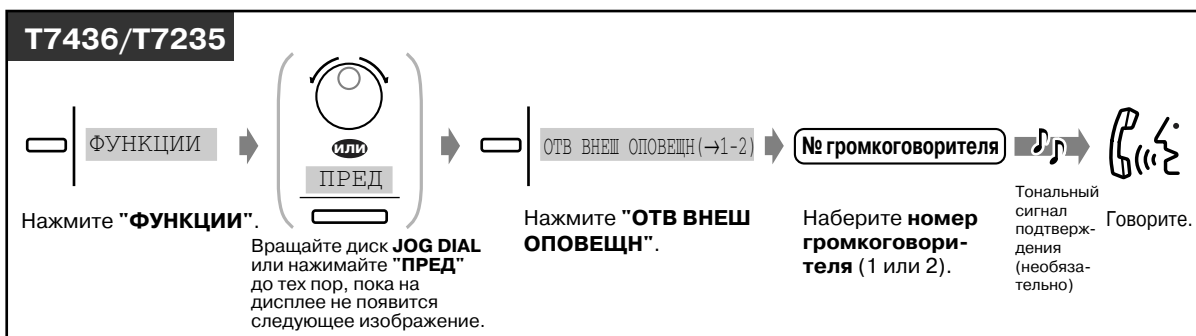 T7436/T7235
ФУНКЦИИ
Нажмите "ФУНКЦИИ".
или
ПРЕД
Вращайте диск JOG DIAL
или нажимайте "ПРЕД"
до тех пор, пока на
дисплее не появится
следующее изображение.
ОТВ ВНЕШ ОПОВЕЩН(→1-2)
Нажмите "ОТВ ВНЕШ
ОПОВЕЩН".
№ громкоговорителя
Наберите номер
громкоговори-
теля (1 или 2).
Тональный
сигнал
подтверж-
дения
(необяза-
тельно)
Говорите.